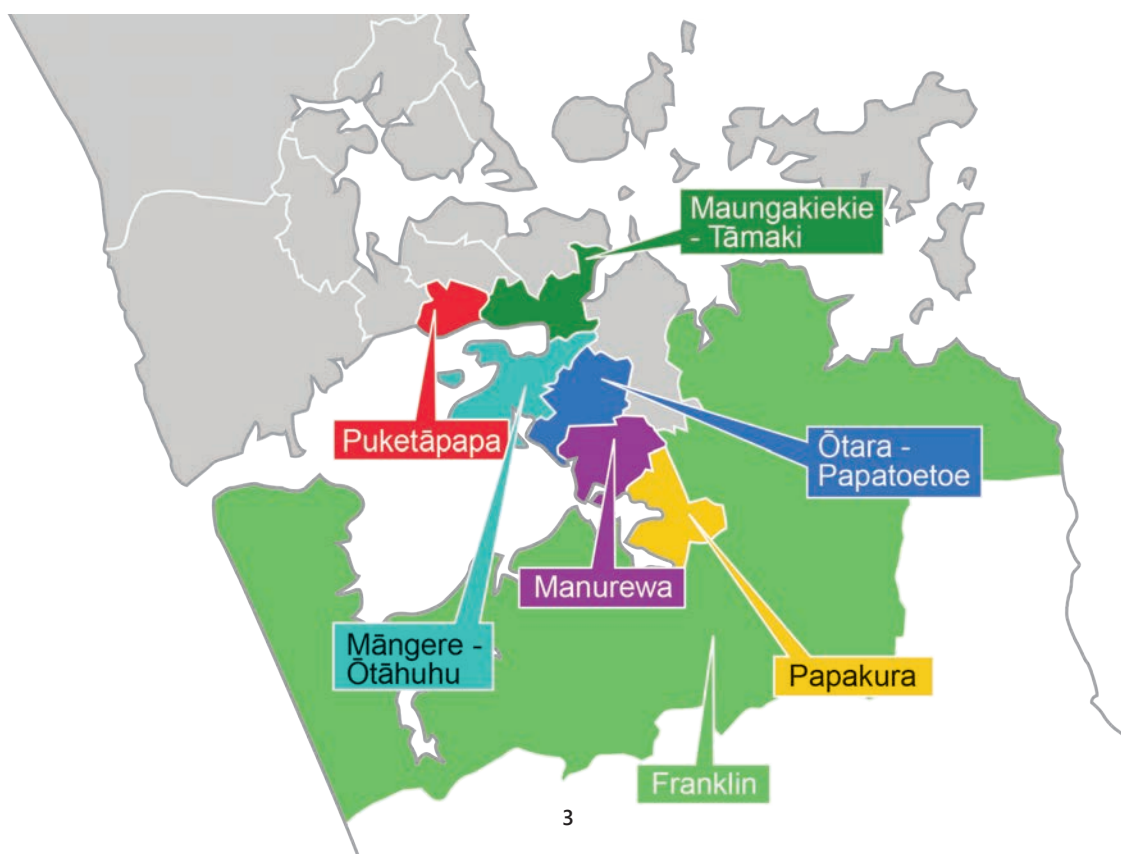 Maungakiekie
- Tāmaki
Puketāpapa
Ōtara -
Papatoetoe
Manurewa
Māngere -
Ōtāhuhu
Papakura
Franklin
3